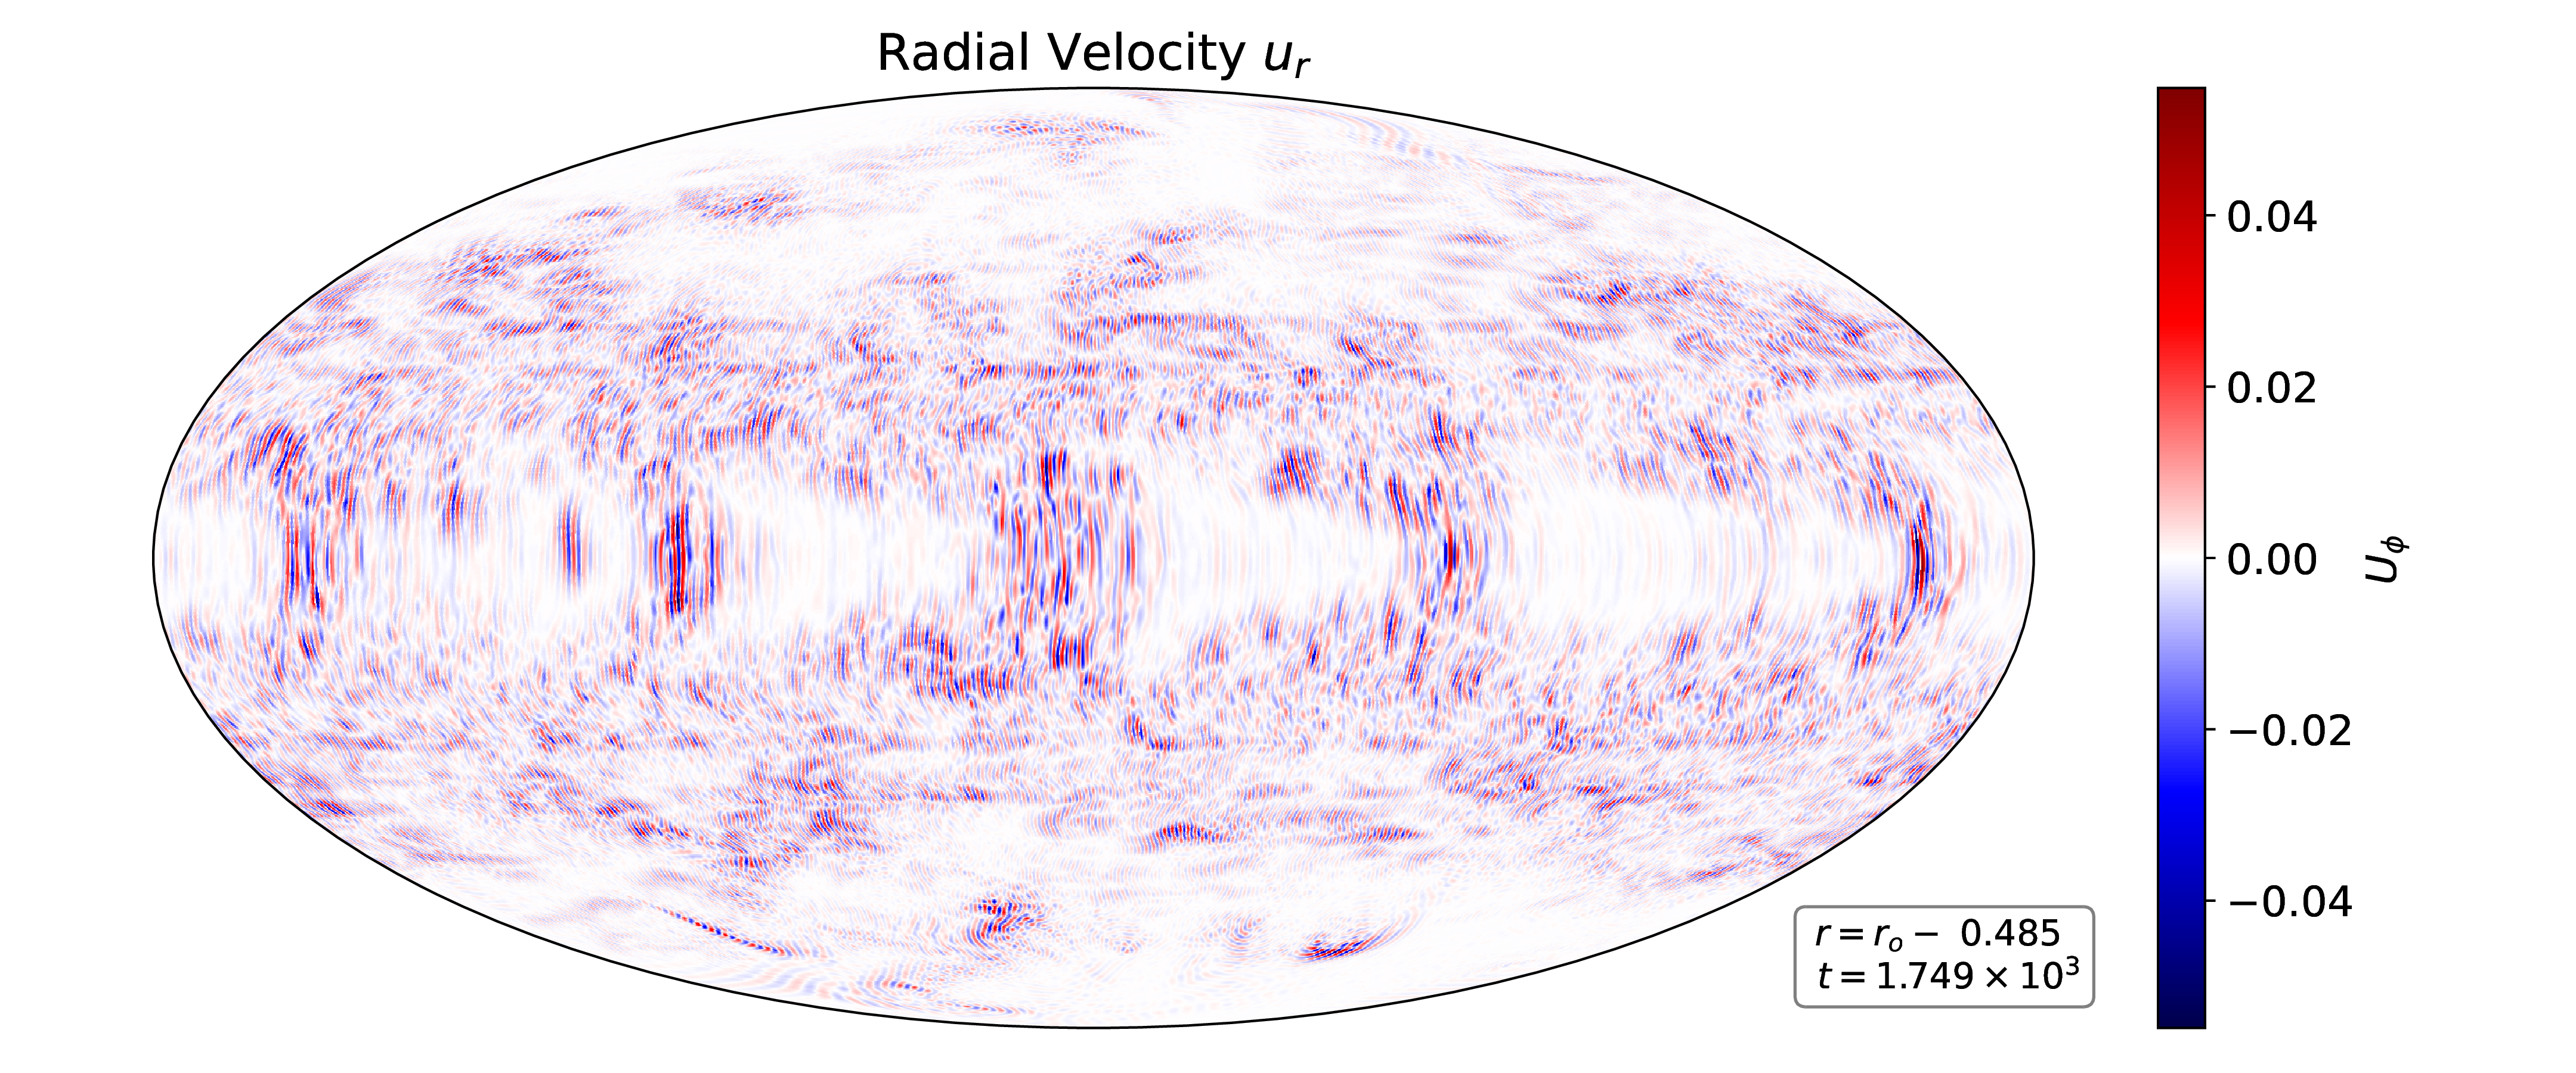 Radial Velocity u_r
0.04
0.02
0.00
−0.02
−0.04
U_ϕ
r = r_o − 0.485
t = 1.749 × 10^3